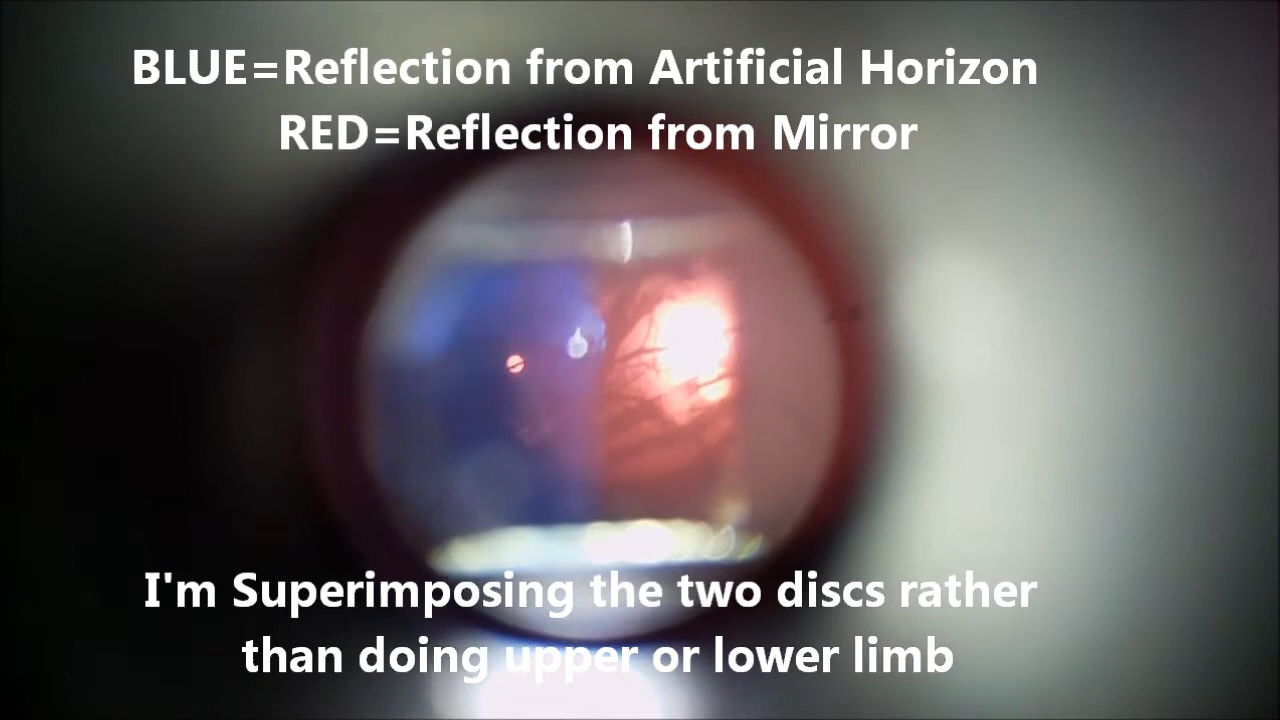 BLUE=Reflection from Artificial Horizon
RED=Reflection from Mirror
I'm Superimposing the two discs rather
than doing upper or lower limb